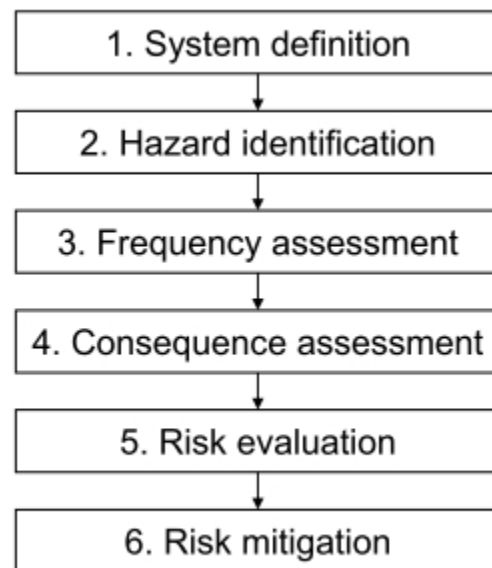 1. System definition
2. Hazard identification
3. Frequency assessment
4. Consequence assessment
5. Risk evaluation
6. Risk mitigation